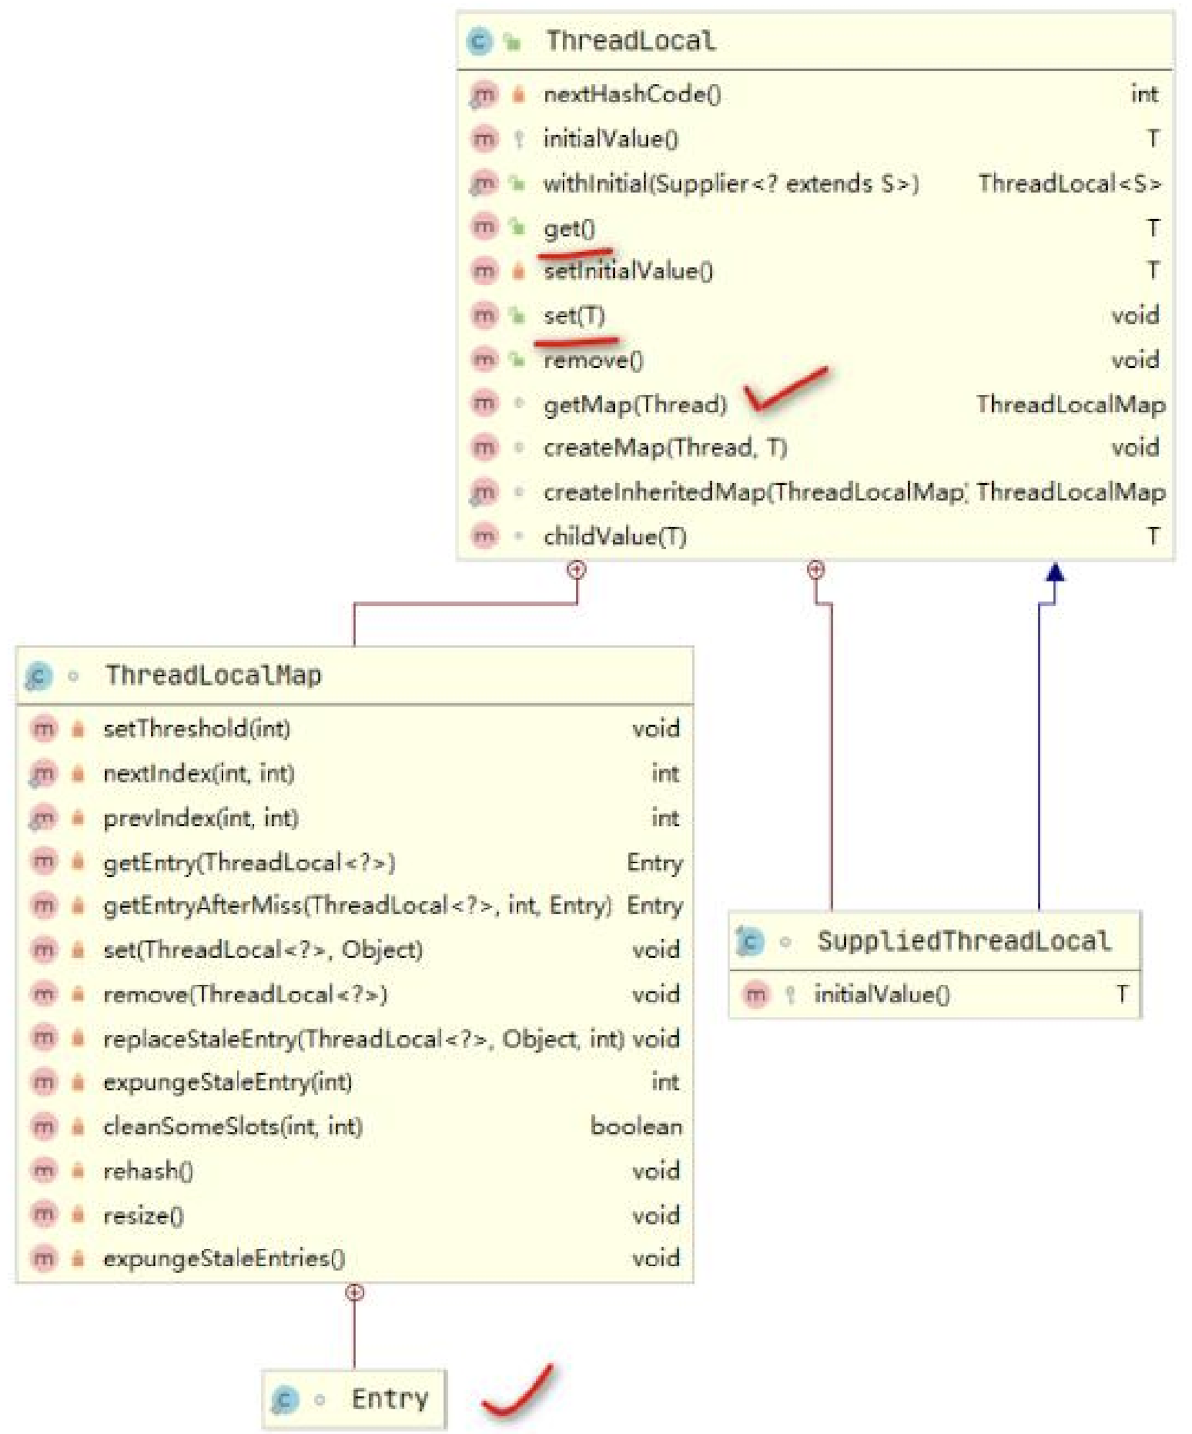 ThreadLocal
nextHashCode() int
initialValue() T
withInitial(Supplier<? extends S>) ThreadLocal<S>
get() T
setInitialValue() T
set(T) void
remove() void
getMap(Thread) ThreadLocalMap
createMap(Thread, T) void
createInheritedMap(ThreadLocalMap) ThreadLocalMap
childValue(T) T
ThreadLocalMap
setThreshold(int) void
nextIndex(int, int) int
prevIndex(int, int) int
getEntry(ThreadLocal<?>) Entry
getEntryAfterMiss(ThreadLocal<?>, int, Entry) Entry
set(ThreadLocal<?>, Object) void
remove(ThreadLocal<?>) void
replaceStaleEntry(ThreadLocal<?>, Object, int) void
expungeStaleEntry(int) int
cleanSomeSlots(int, int) boolean
rehash() void
resize() void
expungeStaleEntries() void
SuppliedThreadLocal
initialValue() T
Entry